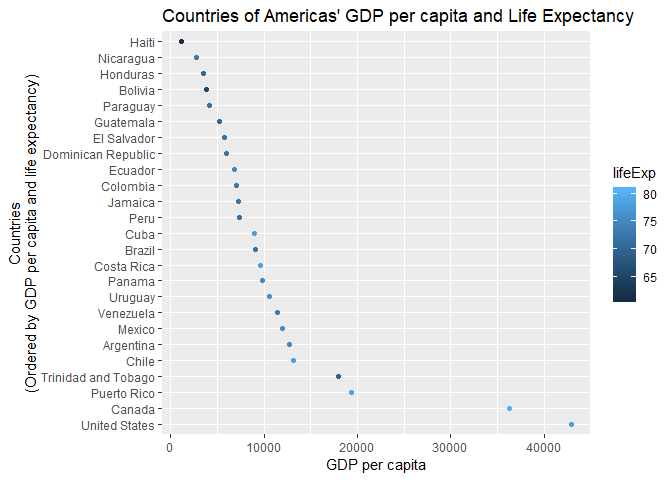 Countries of Americas' GDP per capita and Life Expectancy
Countries
(Ordered by GDP per capita and life expectancy)
Haiti
Nicaragua
Honduras
Bolivia
Paraguay
Guatemala
El Salvador
Dominican Republic
Ecuador
Colombia
Jamaica
Peru
Cuba
Brazil
Costa Rica
Panama
Uruguay
Venezuela
Mexico
Argentina
Chile
Trinidad and Tobago
Puerto Rico
Canada
United States
0 10000 20000 30000 40000
GDP per capita
lifeExp
80
75
70
65